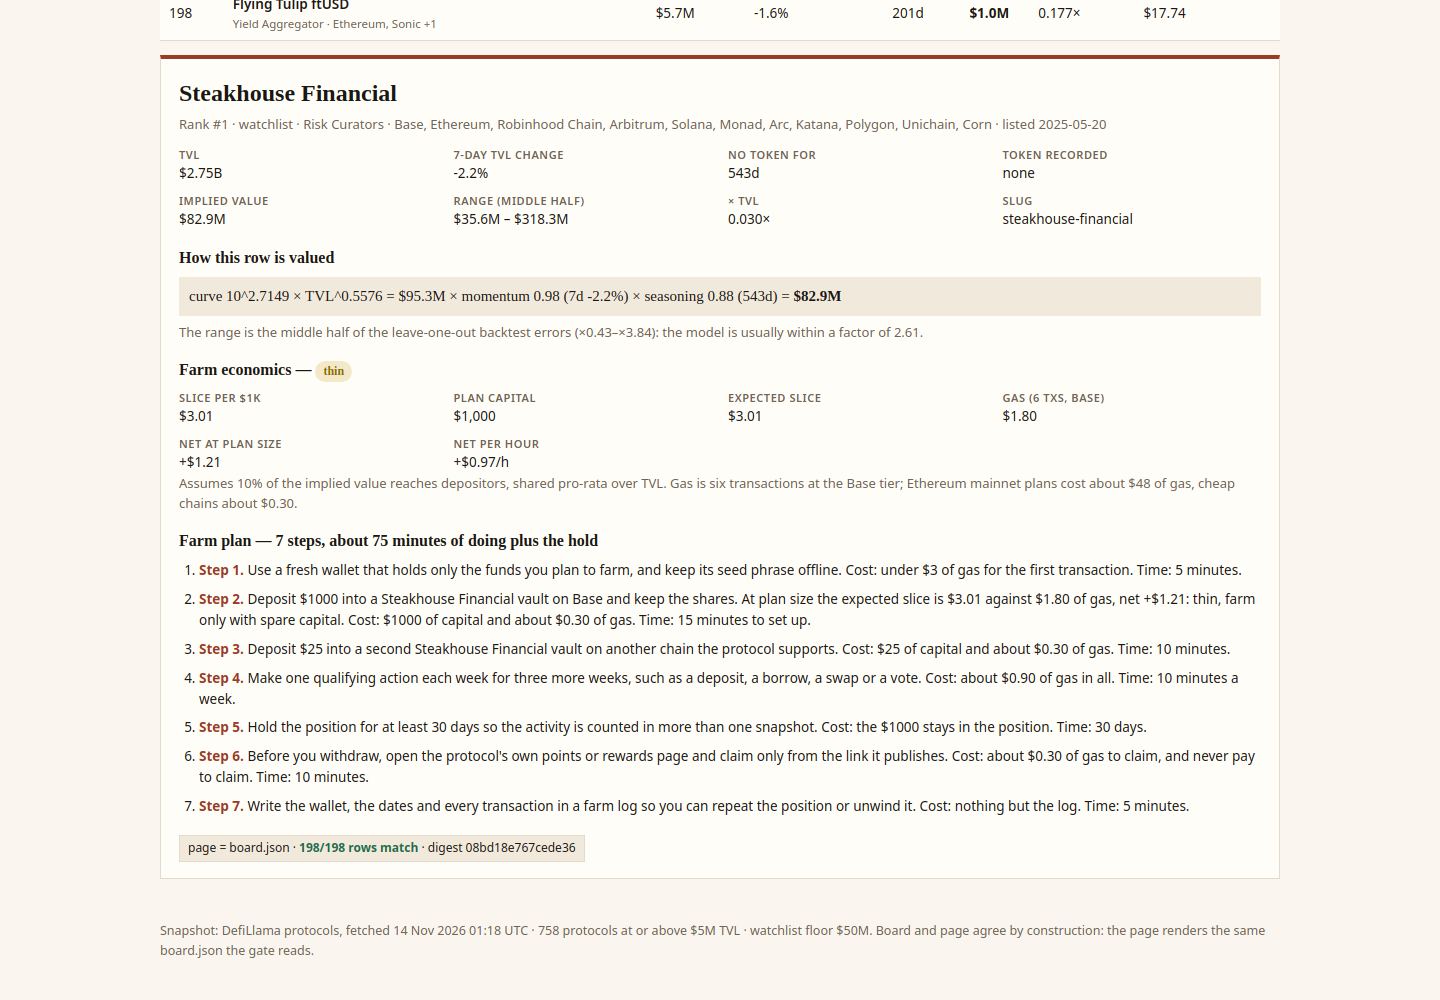 Flying Tulip ftUSD
198 $5.7M -1.6% 201d $1.0M 0.177× $17.74
Yield Aggregator · Ethereum, Sonic +1
Steakhouse Financial
Rank #1 · watchlist · Risk Curators · Base, Ethereum, Robinhood Chain, Arbitrum, Solana, Monad, Arc, Katana, Polygon, Unichain, Corn · listed 2025-05-20
TVL 7-DAY TVL CHANGE NO TOKEN FOR TOKEN RECORDED
$2.75B -2.2% 543d none
IMPLIED VALUE RANGE (MIDDLE HALF) × TVL SLUG
$82.9M $35.6M – $318.3M 0.030× steakhouse-financial
How this row is valued
curve 10^2.7149 × TVL^0.5576 = $95.3M × momentum 0.98 (7d -2.2%) × seasoning 0.88 (543d) = $82.9M
The range is the middle half of the leave-one-out backtest errors (×0.43–×3.84): the model is usually within a factor of 2.61.
Farm economics — thin
SLICE PER $1K PLAN CAPITAL EXPECTED SLICE GAS (6 TXS, BASE)
$3.01 $1,000 $3.01 $1.80
NET AT PLAN SIZE NET PER HOUR
+$1.21 +$0.97/h
Assumes 10% of the implied value reaches depositors, shared pro-rata over TVL. Gas is six transactions at the Base tier; Ethereum mainnet plans cost about $48 of gas, cheap
chains about $0.30.
Farm plan — 7 steps, about 75 minutes of doing plus the hold
1. Step 1. Use a fresh wallet that holds only the funds you plan to farm, and keep its seed phrase offline. Cost: under $3 of gas for the first transaction. Time: 5 minutes.
2. Step 2. Deposit $1000 into a Steakhouse Financial vault on Base and keep the shares. At plan size the expected slice is $3.01 against $1.80 of gas, net +$1.21: thin, farm
only with spare capital. Cost: $1000 of capital and about $0.30 of gas. Time: 15 minutes to set up.
3. Step 3. Deposit $25 into a second Steakhouse Financial vault on another chain the protocol supports. Cost: $25 of capital and about $0.30 of gas. Time: 10 minutes.
4. Step 4. Make one qualifying action each week for three more weeks, such as a deposit, a borrow, a swap or a vote. Cost: about $0.90 of gas in all. Time: 10 minutes a
week.
5. Step 5. Hold the position for at least 30 days so the activity is counted in more than one snapshot. Cost: the $1000 stays in the position. Time: 30 days.
6. Step 6. Before you withdraw, open the protocol's own points or rewards page and claim only from the link it publishes. Cost: about $0.30 of gas to claim, and never pay
to claim. Time: 10 minutes.
7. Step 7. Write the wallet, the dates and every transaction in a farm log so you can repeat the position or unwind it. Cost: nothing but the log. Time: 5 minutes.
page = board.json · 198/198 rows match · digest 08bd18e767cede36
Snapshot: DefiLlama protocols, fetched 14 Nov 2026 01:18 UTC · 758 protocols at or above $5M TVL · watchlist floor $50M. Board and page agree by construction: the page renders the same
board.json the gate reads.